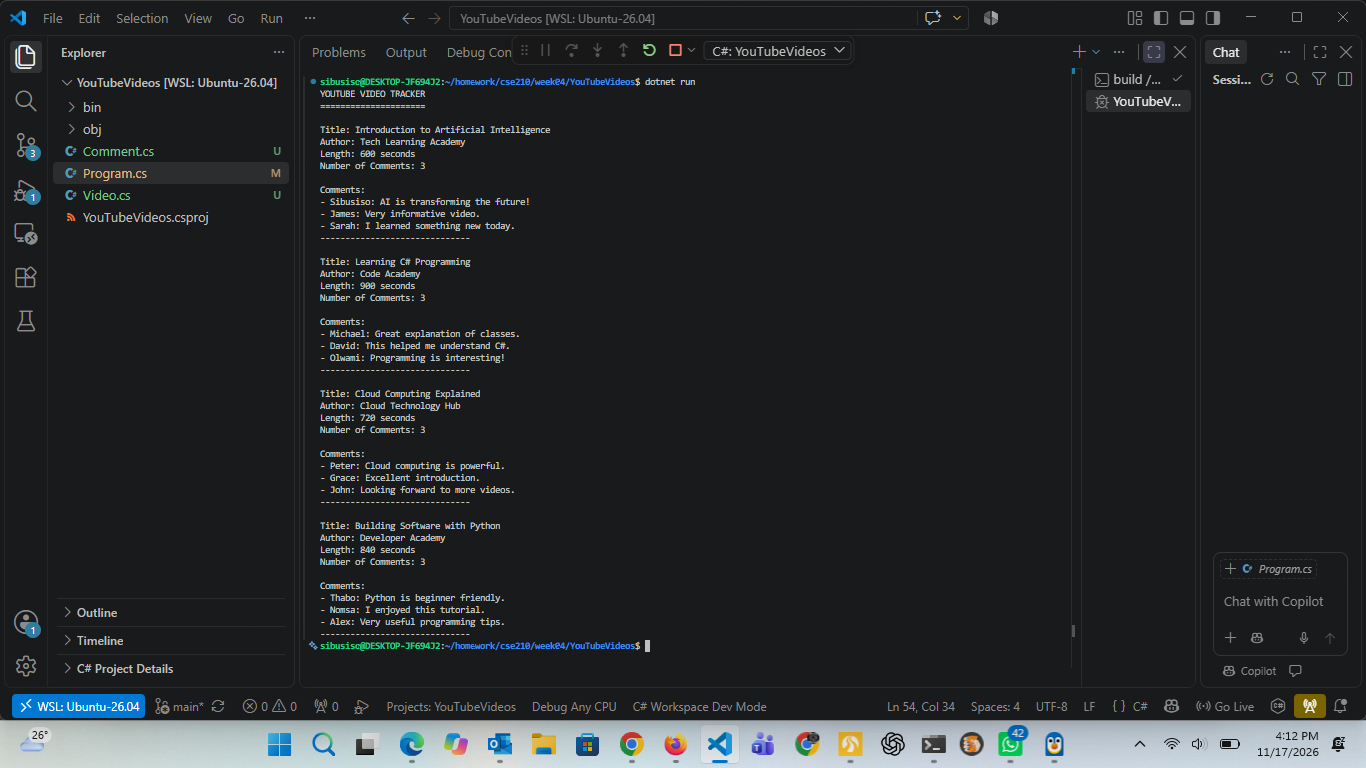 File Edit Selection View Go Run ···
YouTubeVideos [WSL: Ubuntu-26.04]
Explorer ···
YouTubeVideos [WSL: Ubuntu-26.04]
bin
obj
C# Comment.cs U
C# Program.cs M
C# Video.cs U
YouTubeVideos.csproj
3
1
Outline
Timeline
C# Project Details
1
Problems Output Debug Con
C#: YouTubeVideos
sibusisc@DESKTOP-JF694J2:~/homework/cse210/week04/YouTubeVideos$ dotnet run
YOUTUBE VIDEO TRACKER
=====================
Title: Introduction to Artificial Intelligence
Author: Tech Learning Academy
Length: 600 seconds
Number of Comments: 3
Comments:
- Sibusiso: AI is transforming the future!
- James: Very informative video.
- Sarah: I learned something new today.
------------------------------
Title: Learning C# Programming
Author: Code Academy
Length: 900 seconds
Number of Comments: 3
Comments:
- Michael: Great explanation of classes.
- David: This helped me understand C#.
- Olwami: Programming is interesting!
------------------------------
Title: Cloud Computing Explained
Author: Cloud Technology Hub
Length: 720 seconds
Number of Comments: 3
Comments:
- Peter: Cloud computing is powerful.
- Grace: Excellent introduction.
- John: Looking forward to more videos.
------------------------------
Title: Building Software with Python
Author: Developer Academy
Length: 840 seconds
Number of Comments: 3
Comments:
- Thabo: Python is beginner friendly.
- Nomsa: I enjoyed this tutorial.
- Alex: Very useful programming tips.
------------------------------
sibusisc@DESKTOP-JF694J2:~/homework/cse210/week04/YouTubeVideos$
build /...
YouTubeV...
Chat ···
Sessi...
C# Program.cs
Chat with Copilot
Copilot
WSL: Ubuntu-26.04 main* 0 0 0 Projects: YouTubeVideos Debug Any CPU C# Workspace Dev Mode Ln 54, Col 34 Spaces: 4 UTF-8 LF { } C# Go Live
26°
42
4:12 PM
11/17/2026